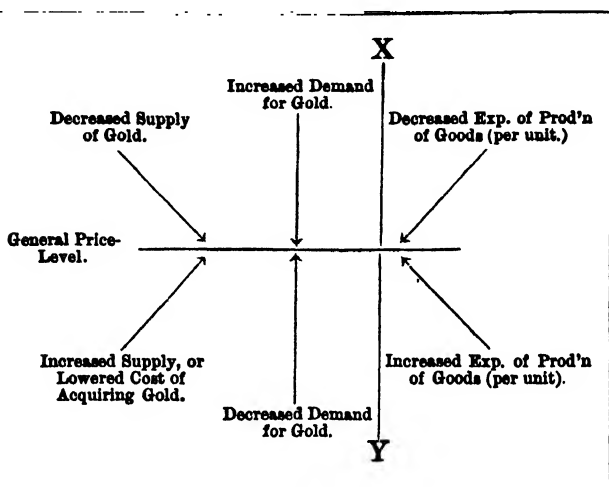 X
Increased Demand
for Gold.
Decreased Supply
of Gold.
Decreased Exp. of Prod'n
of Goods (per unit.)
General Price-
Level.
Increased Supply, or
Lowered Cost of
Acquiring Gold.
Increased Exp. of Prod'n
of Goods (per unit).
Decreased Demand
for Gold.
Y